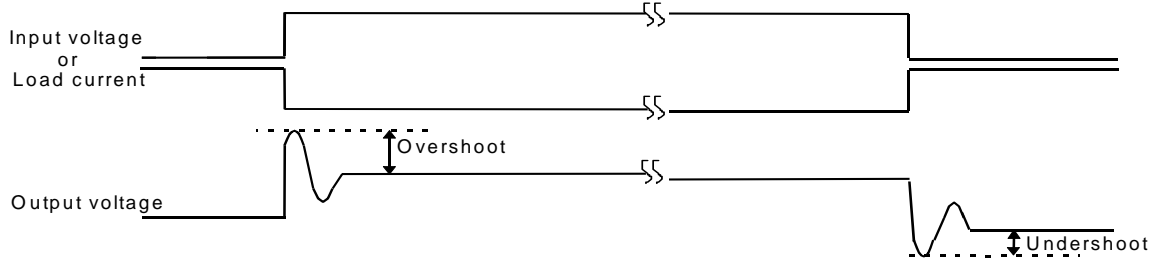 Input voltage
or
Load current
Overshoot
Output voltage
Undershoot